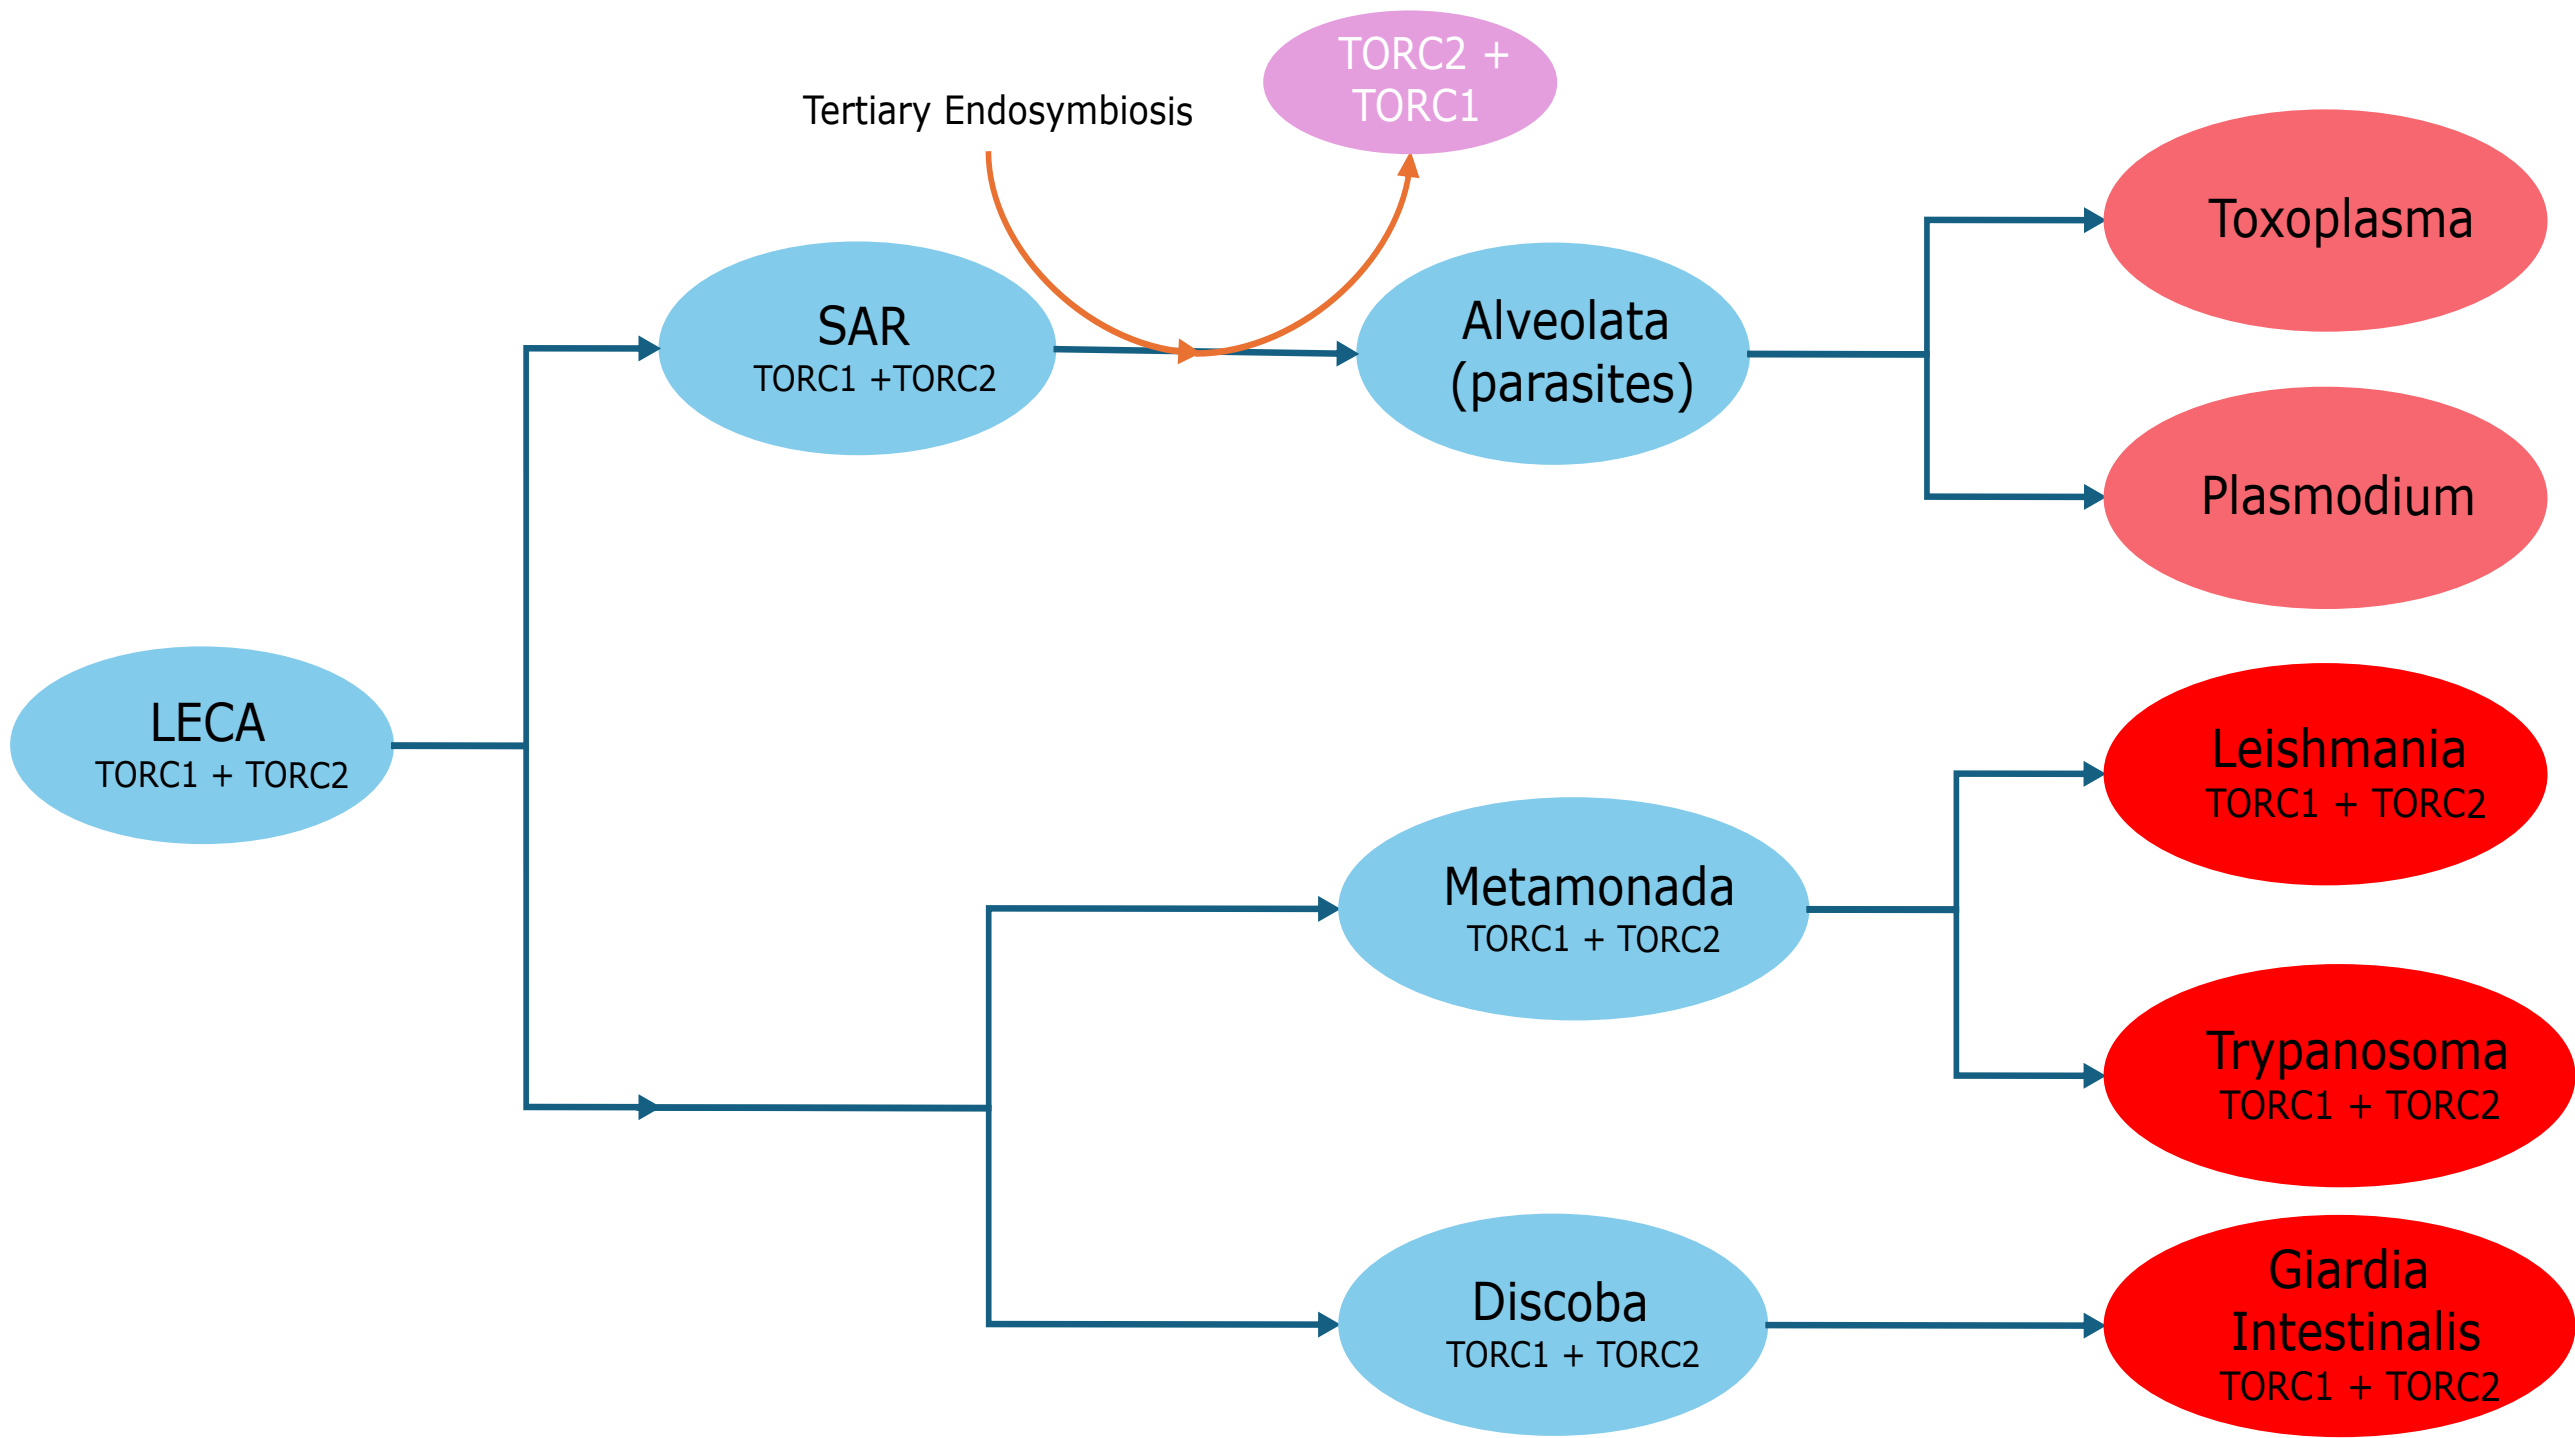 TORC2 +
TORC1
Tertiary Endosymbiosis
SAR
TORC1 +TORC2
Alveolata
(parasites)
Toxoplasma
Plasmodium
LECA
TORC1 + TORC2
Metamonada
TORC1 + TORC2
Leishmania
TORC1 + TORC2
Trypanosoma
TORC1 + TORC2
Discoba
TORC1 + TORC2
Giardia
Intestinalis
TORC1 + TORC2